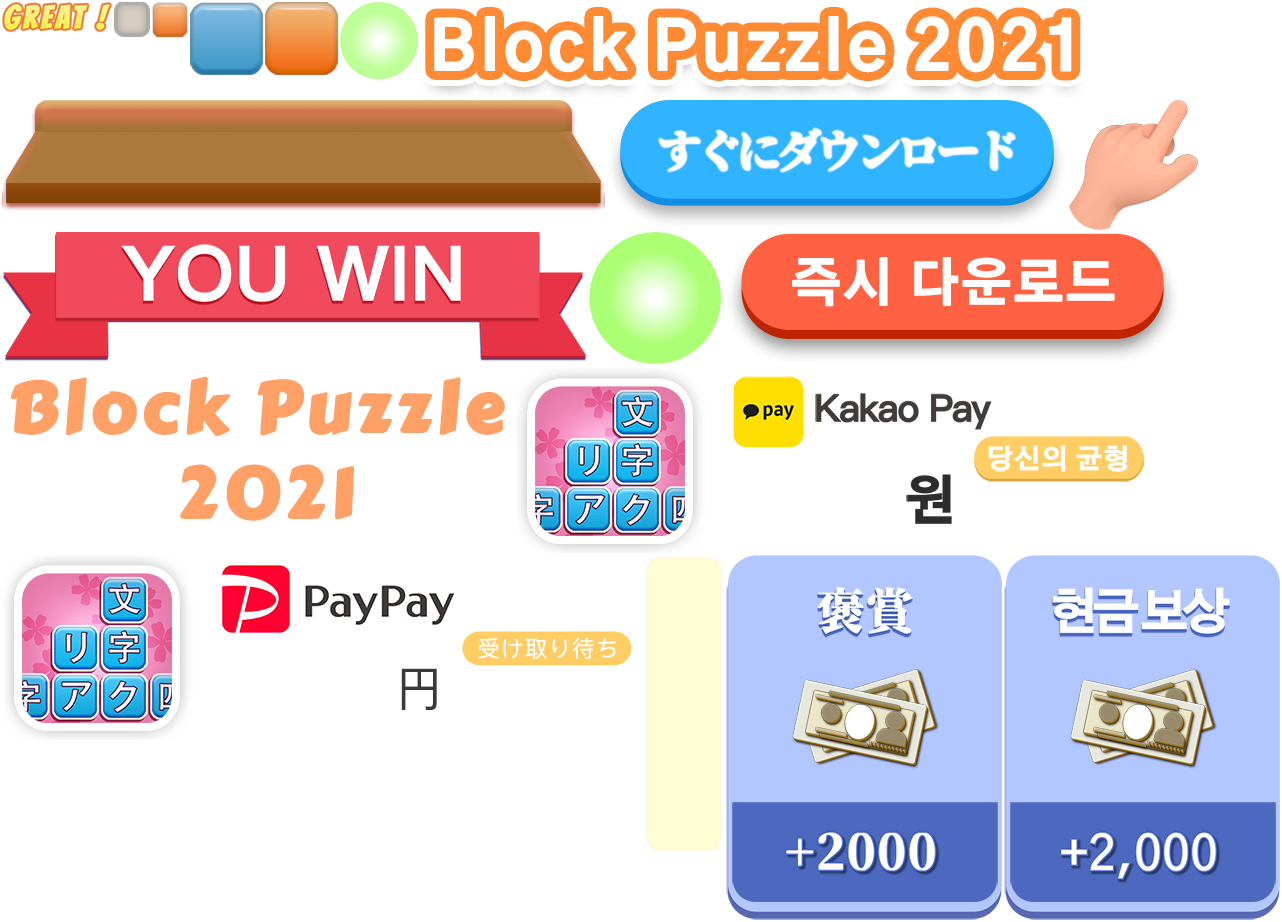 GREAT !
Block Puzzle 2021
すぐにダウンロード
YOU WIN
즉시 다운로드
Block Puzzle
2021
文
リ字
字アク四
pay
Kakao Pay
당신의 균형
원
文
リ字
字アク四
PayPay
受け取り待ち
円
褒賞
+2000
현금 보상
+2,000